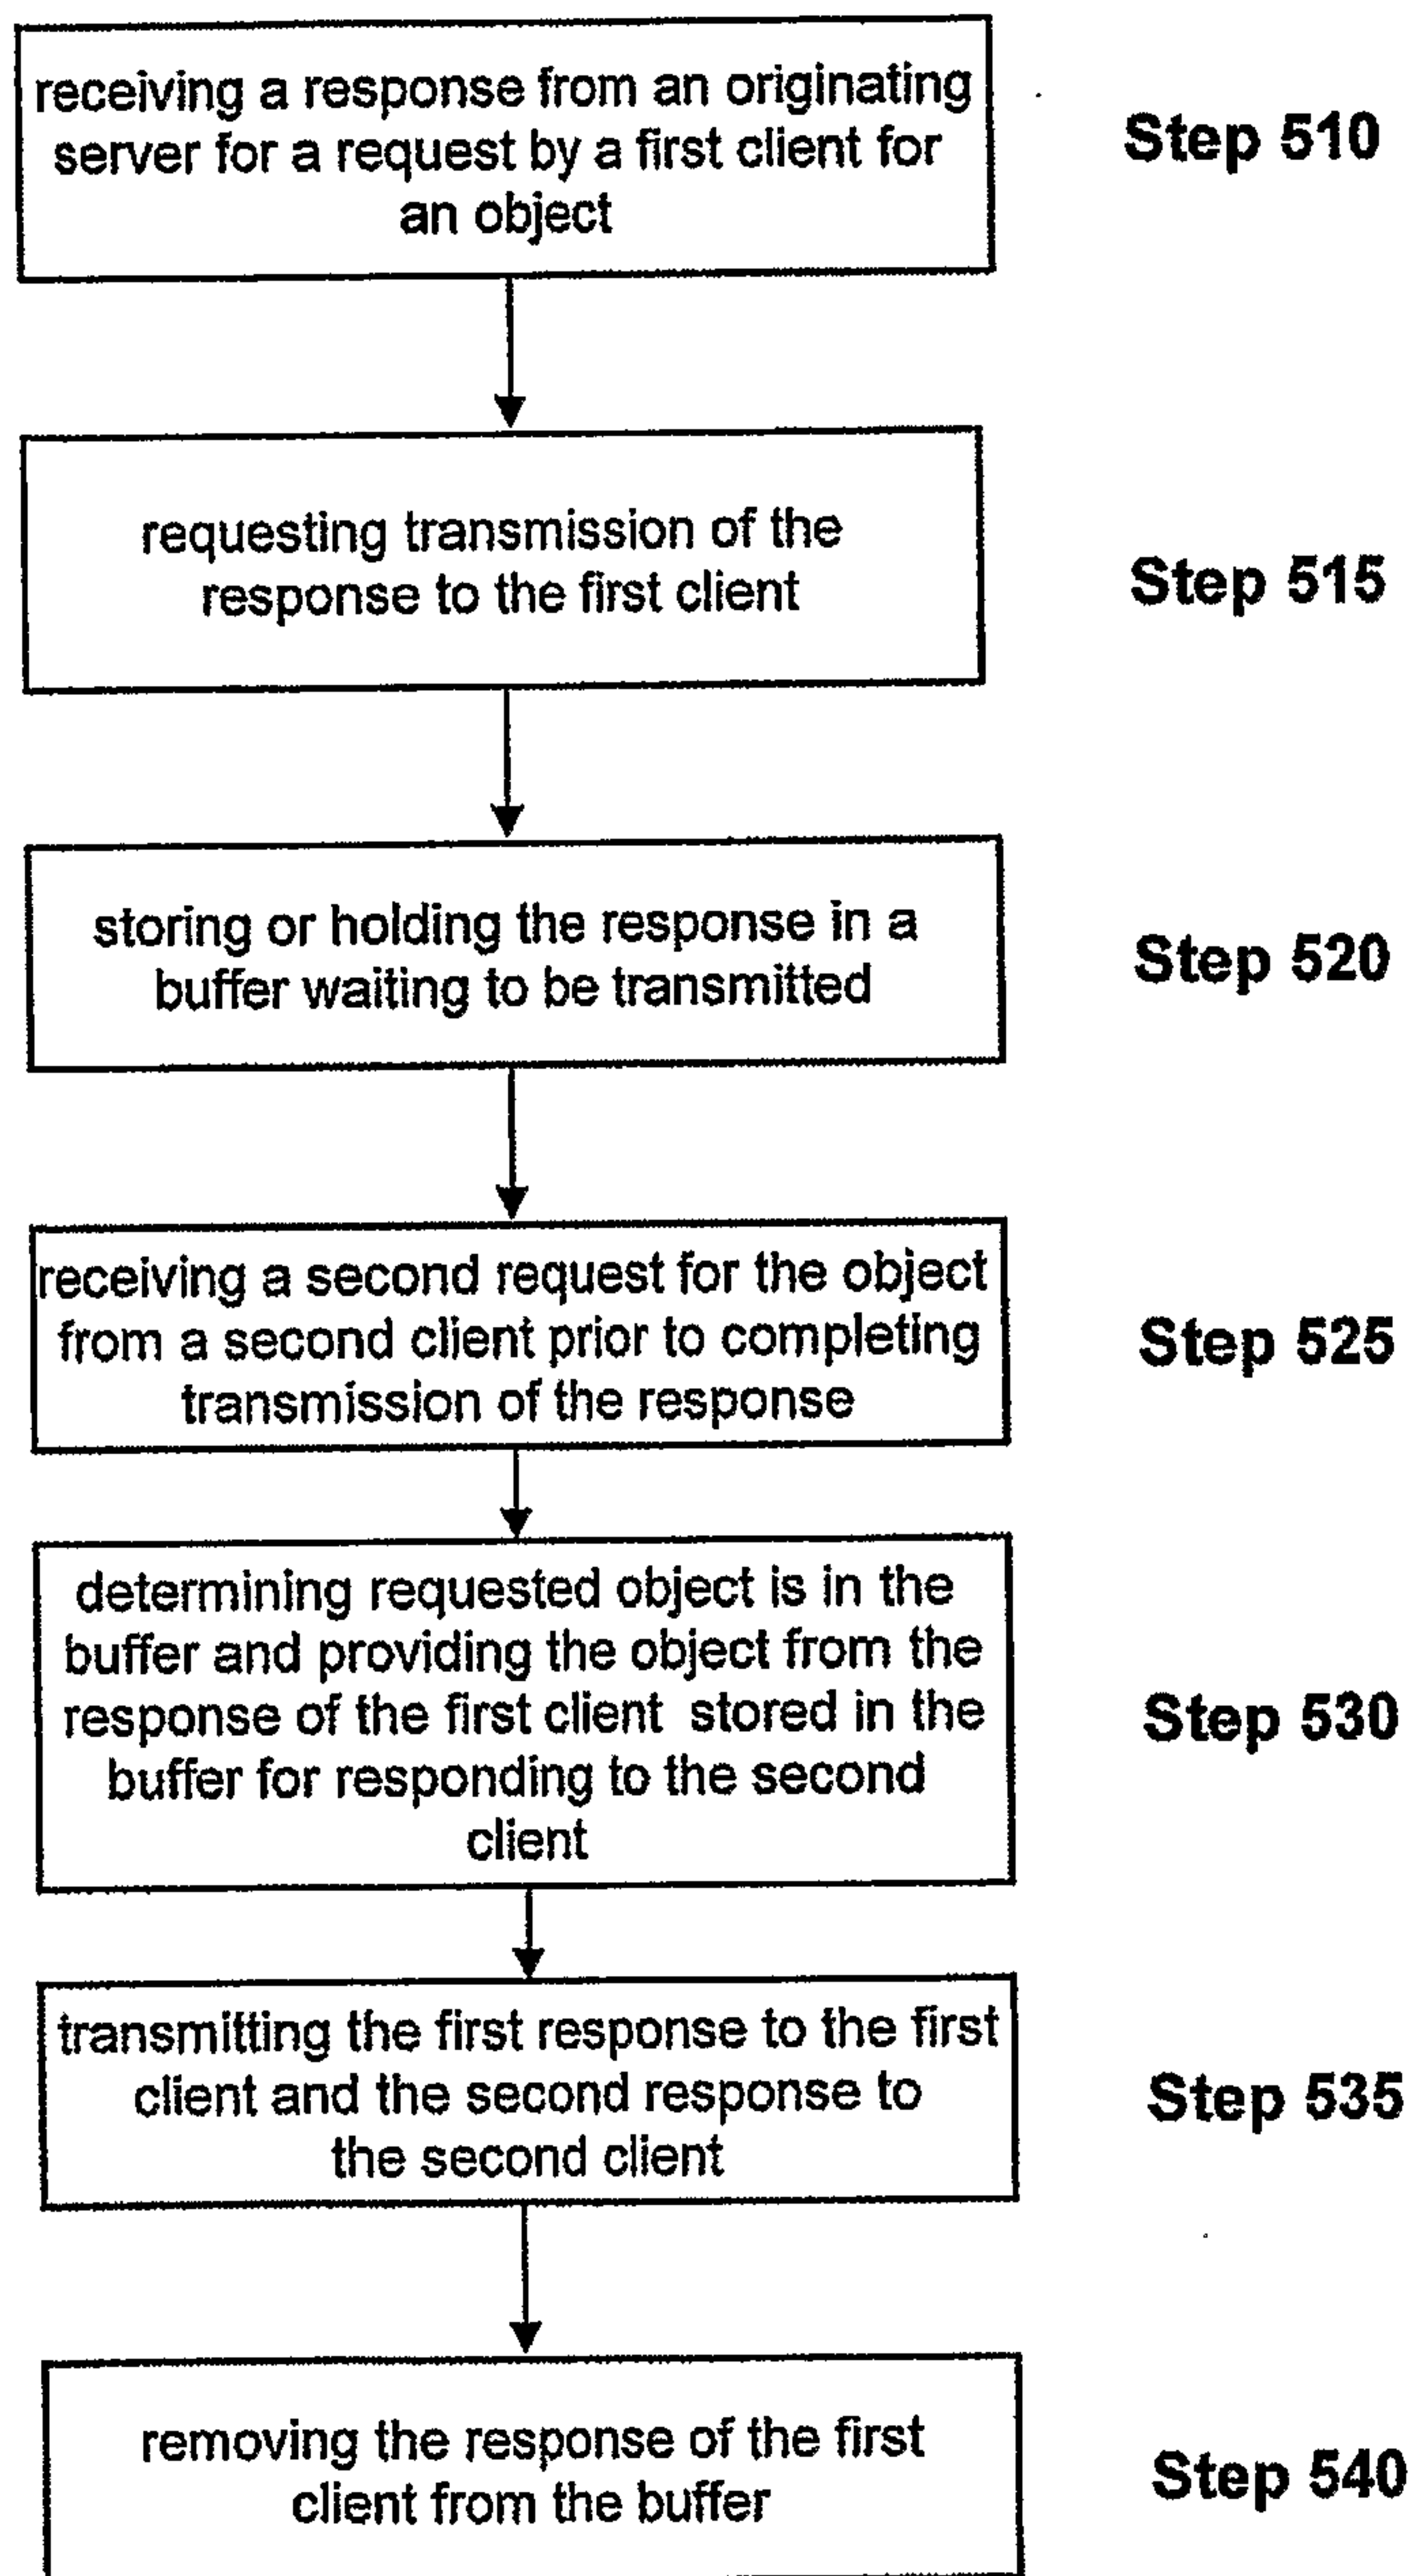 receiving a response from an originating
server for a request by a first client for
an object
Step 510
requesting transmission of the
response to the first client
Step 515
storing or holding the response in a
buffer waiting to be transmitted
Step 520
receiving a second request for the object
from a second client prior to completing
transmission of the response
Step 525
determining requested object is in the
buffer and providing the object from the
response of the first client stored in the
buffer for responding to the second
client
Step 530
transmitting the first response to the first
client and the second response to
the second client
Step 535
removing the response of the first
client from the buffer
Step 540